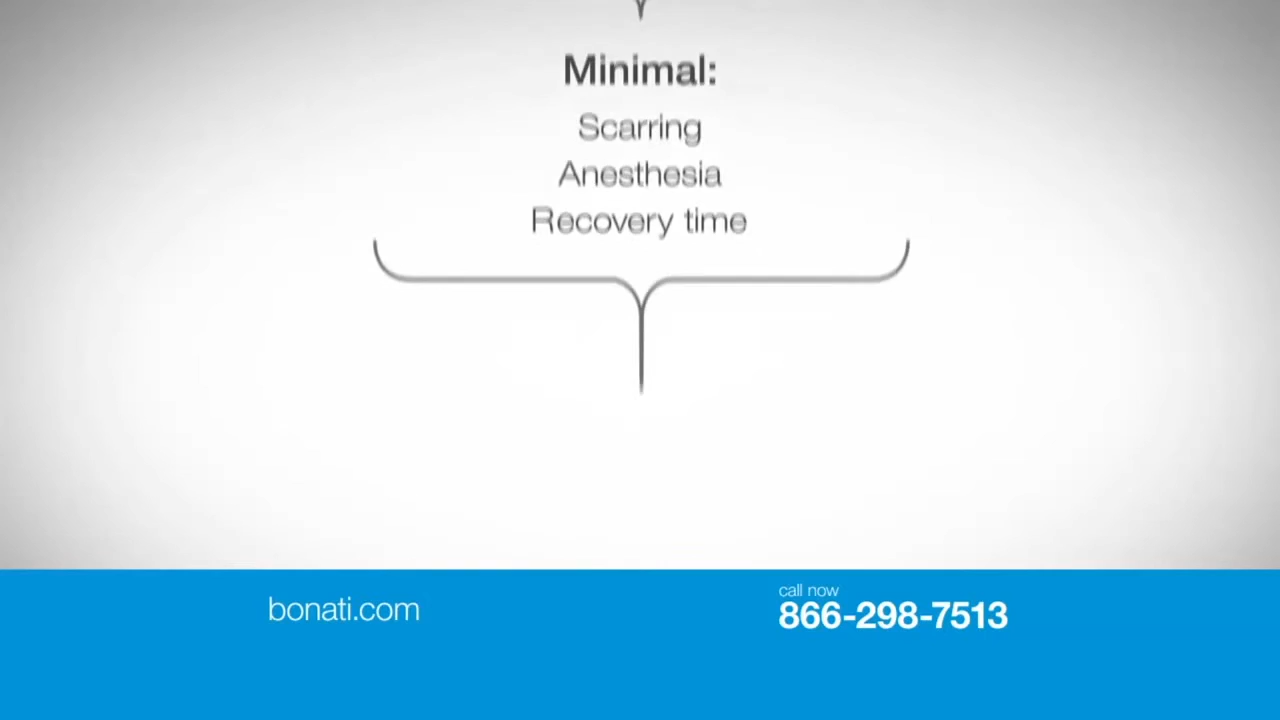 Minimal:
Scarring
Anesthesia
Recovery time
bonati.com
call now
866-298-7513